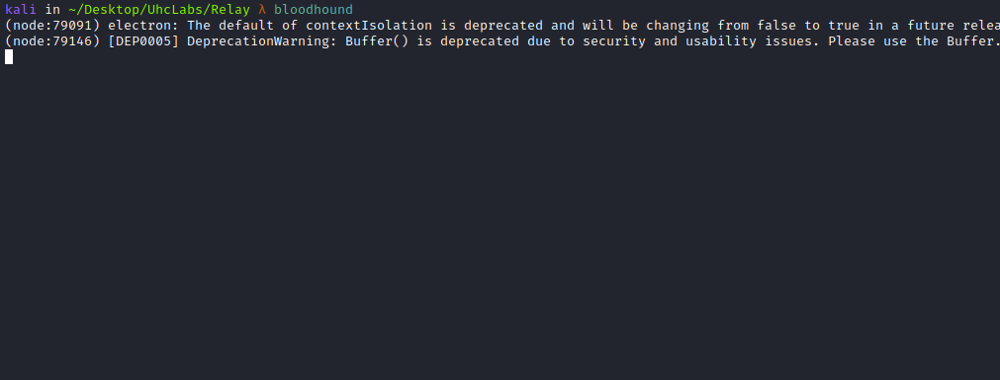 kali in ~/Desktop/UhcLabs/Relay λ bloodhound
(node:79091) electron: The default of contextIsolation is deprecated and will be changing from false to true in a future relea
(node:79146) [DEP0005] DeprecationWarning: Buffer() is deprecated due to security and usability issues. Please use the Buffer.